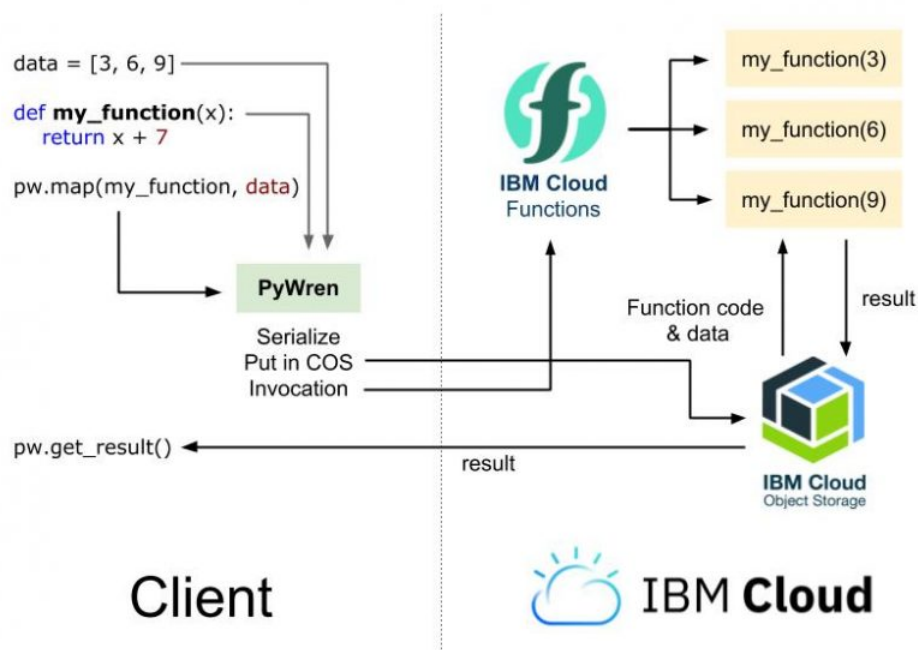 data = [3, 6, 9]
def my_function(x):
return x + 7
pw.map(my_function, data)
PyWren
Serialize
Put in COS
Invocation
pw.get_result()
Client
IBM Cloud
Functions
my_function(3)
my_function(6)
my_function(9)
Function code
& data
result
IBM Cloud
Object Storage
result
IBM Cloud